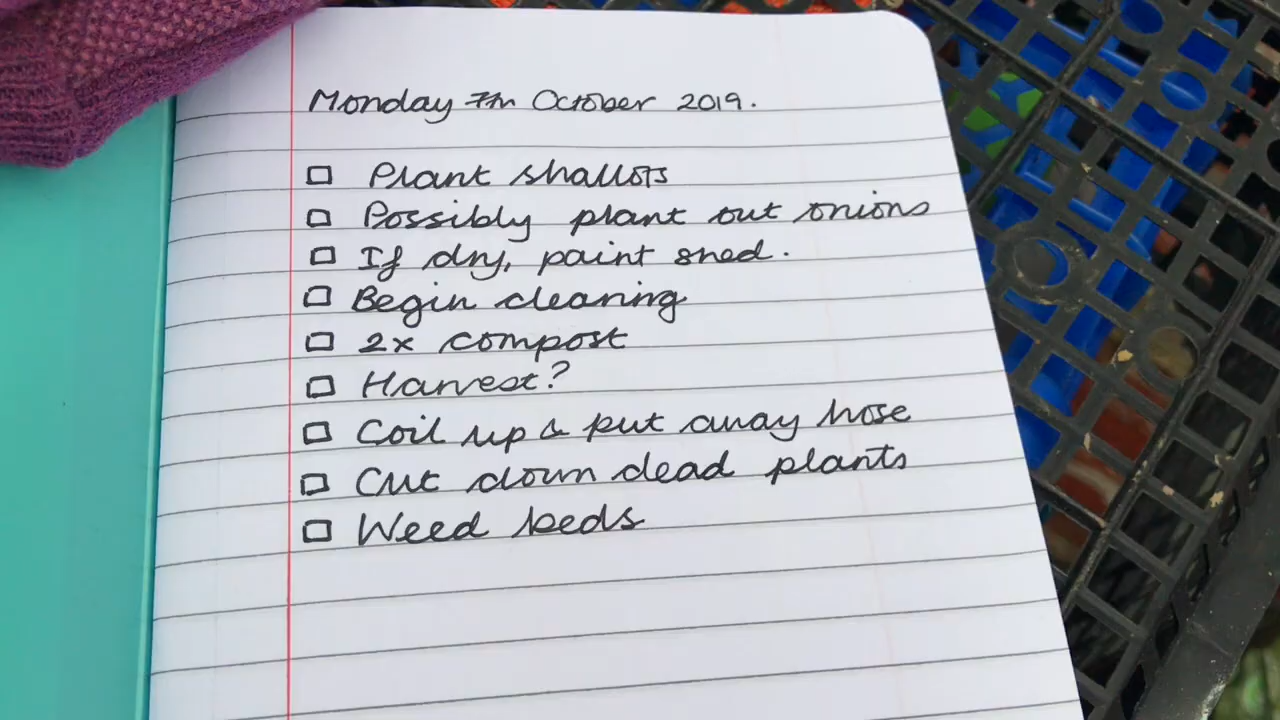 Monday 7th October 2019.
☐ Plant shallots
☐ Possibly plant out onions
☐ If dry, paint shed.
☐ Begin clearing
☐ 2x compost
☐ Harvest?
☐ Coil up & put away hose
☐ Cut down dead plants
☐ Weed beds